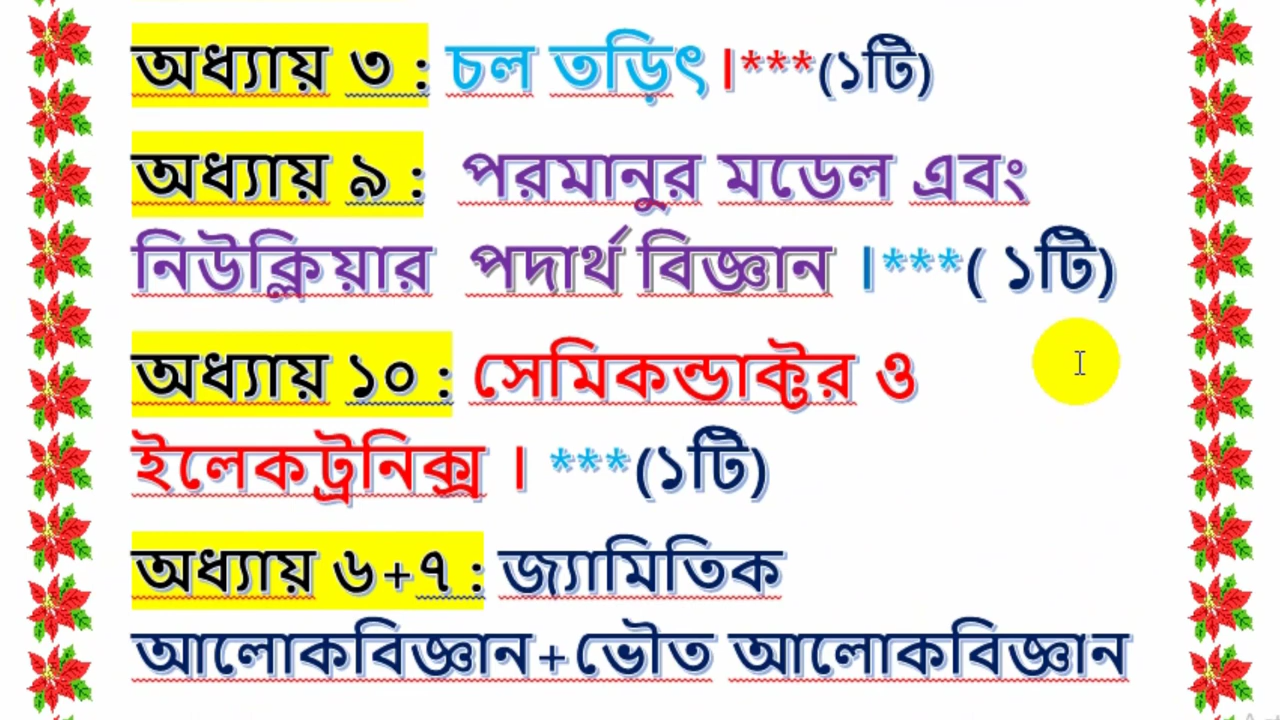 অধ্যায় ৩ : চল তড়িৎ ।***(১টি)
অধ্যায় ৯ : পরমানুর মডেল এবং
নিউক্লিয়ার পদার্থ বিজ্ঞান ।***( ১টি)
অধ্যায় ১০ : সেমিকন্ডাক্টর ও
ইলেকট্রনিক্স । ***(১টি)
অধ্যায় ৬+৭ : জ্যামিতিক
আলোকবিজ্ঞান+ভৌত আলোকবিজ্ঞান